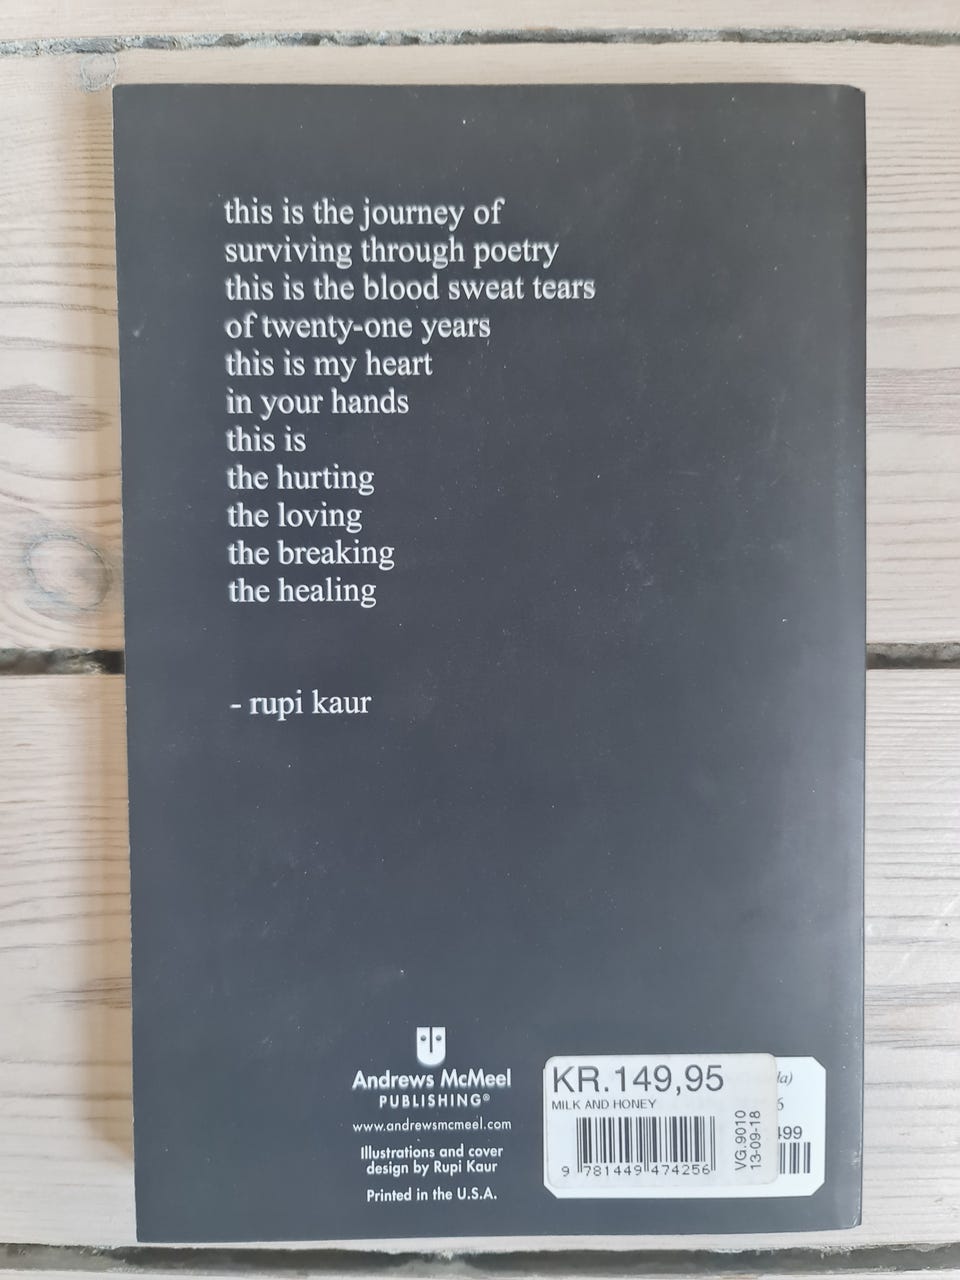 this is the journey of
surviving through poetry
this is the blood sweat tears
of twenty-one years
this is my heart
in your hands
this is
the hurting
the loving
the breaking
the healing
- rupi kaur
Andrews McMeel
PUBLISHING®
www.andrewsmcmeel.com
Illustrations and cover
design by Rupi Kaur
Printed in the U.S.A.
KR.149,95
MILK AND HONEY
9 781449 474256
VG.9010
13-09-18
499